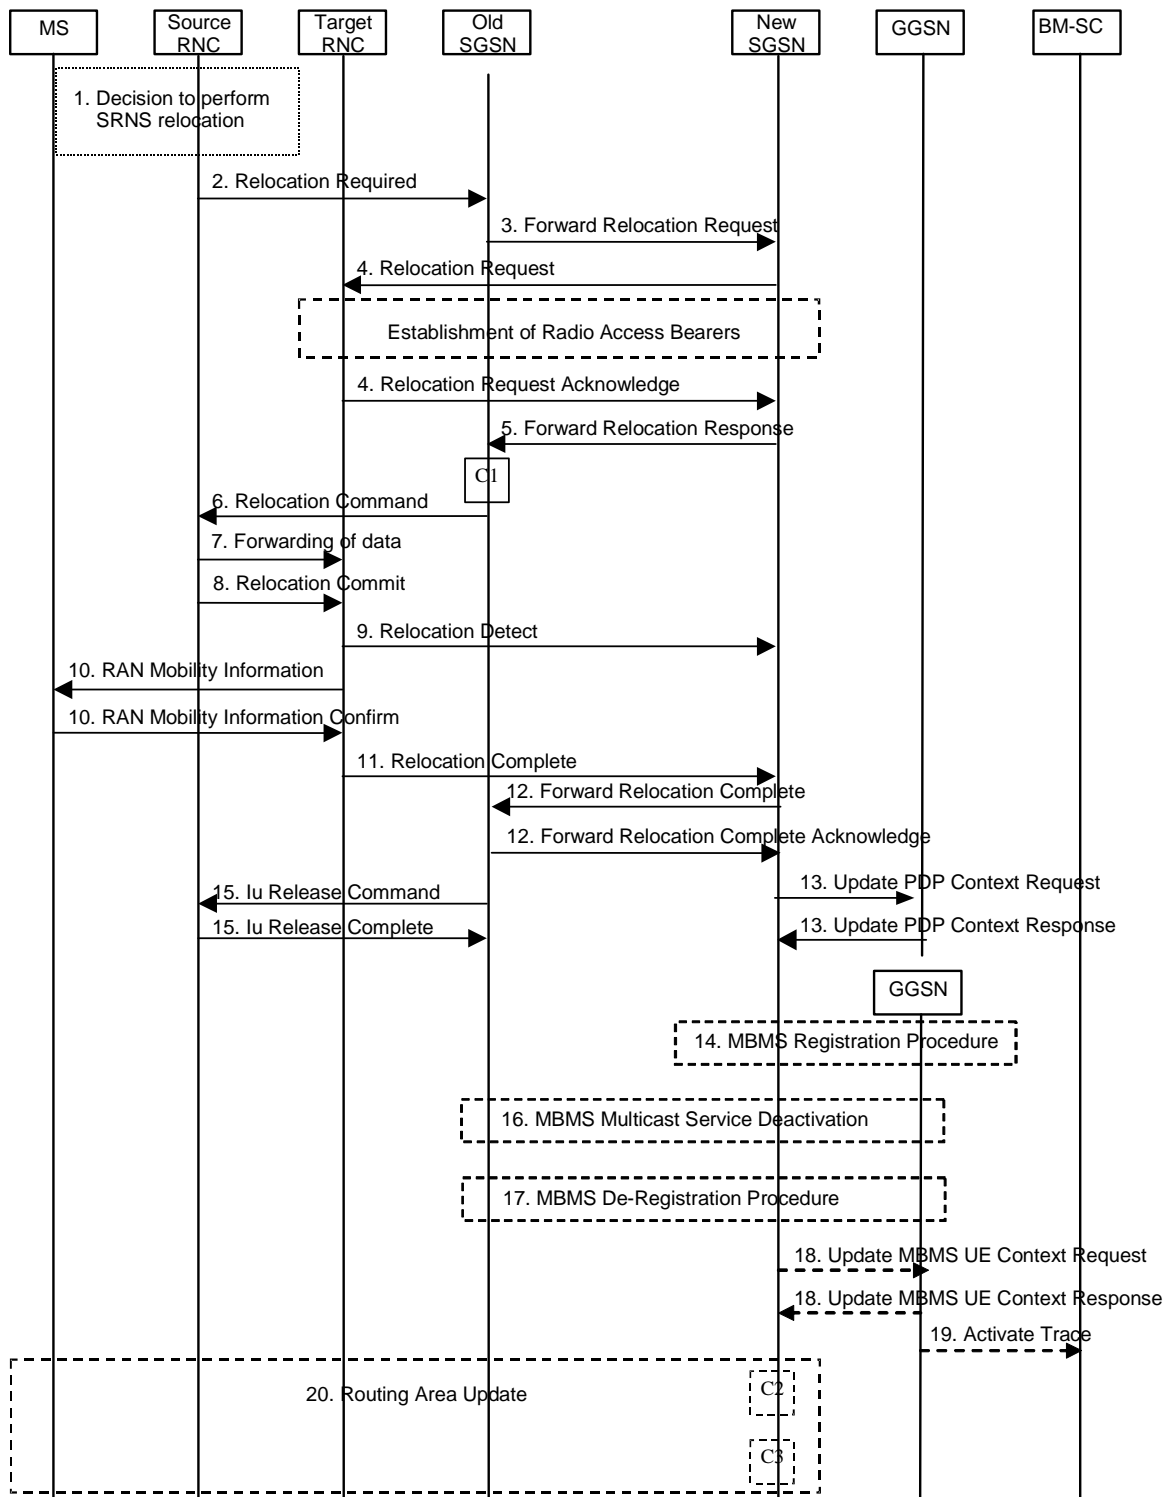 MS
Source
RNC
Target
RNC
Old
SGSN
New
SGSN
GGSN
BM-SC
1. Decision to perform
SRNS relocation
2. Relocation Required
3. Forward Relocation Request
4. Relocation Request
Establishment of Radio Access Bearers
4. Relocation Request Acknowledge
5. Forward Relocation Response
C1
6. Relocation Command
7. Forwarding of data
8. Relocation Commit
9. Relocation Detect
10. RAN Mobility Information
10. RAN Mobility Information Confirm
11. Relocation Complete
12. Forward Relocation Complete
12. Forward Relocation Complete Acknowledge
13. Update PDP Context Request
15. Iu Release Command
13. Update PDP Context Response
15. Iu Release Complete
GGSN
14. MBMS Registration Procedure
16. MBMS Multicast Service Deactivation
17. MBMS De-Registration Procedure
18. Update MBMS UE Context Request
18. Update MBMS UE Context Response
19. Activate Trace
20. Routing Area Update
C2
C3